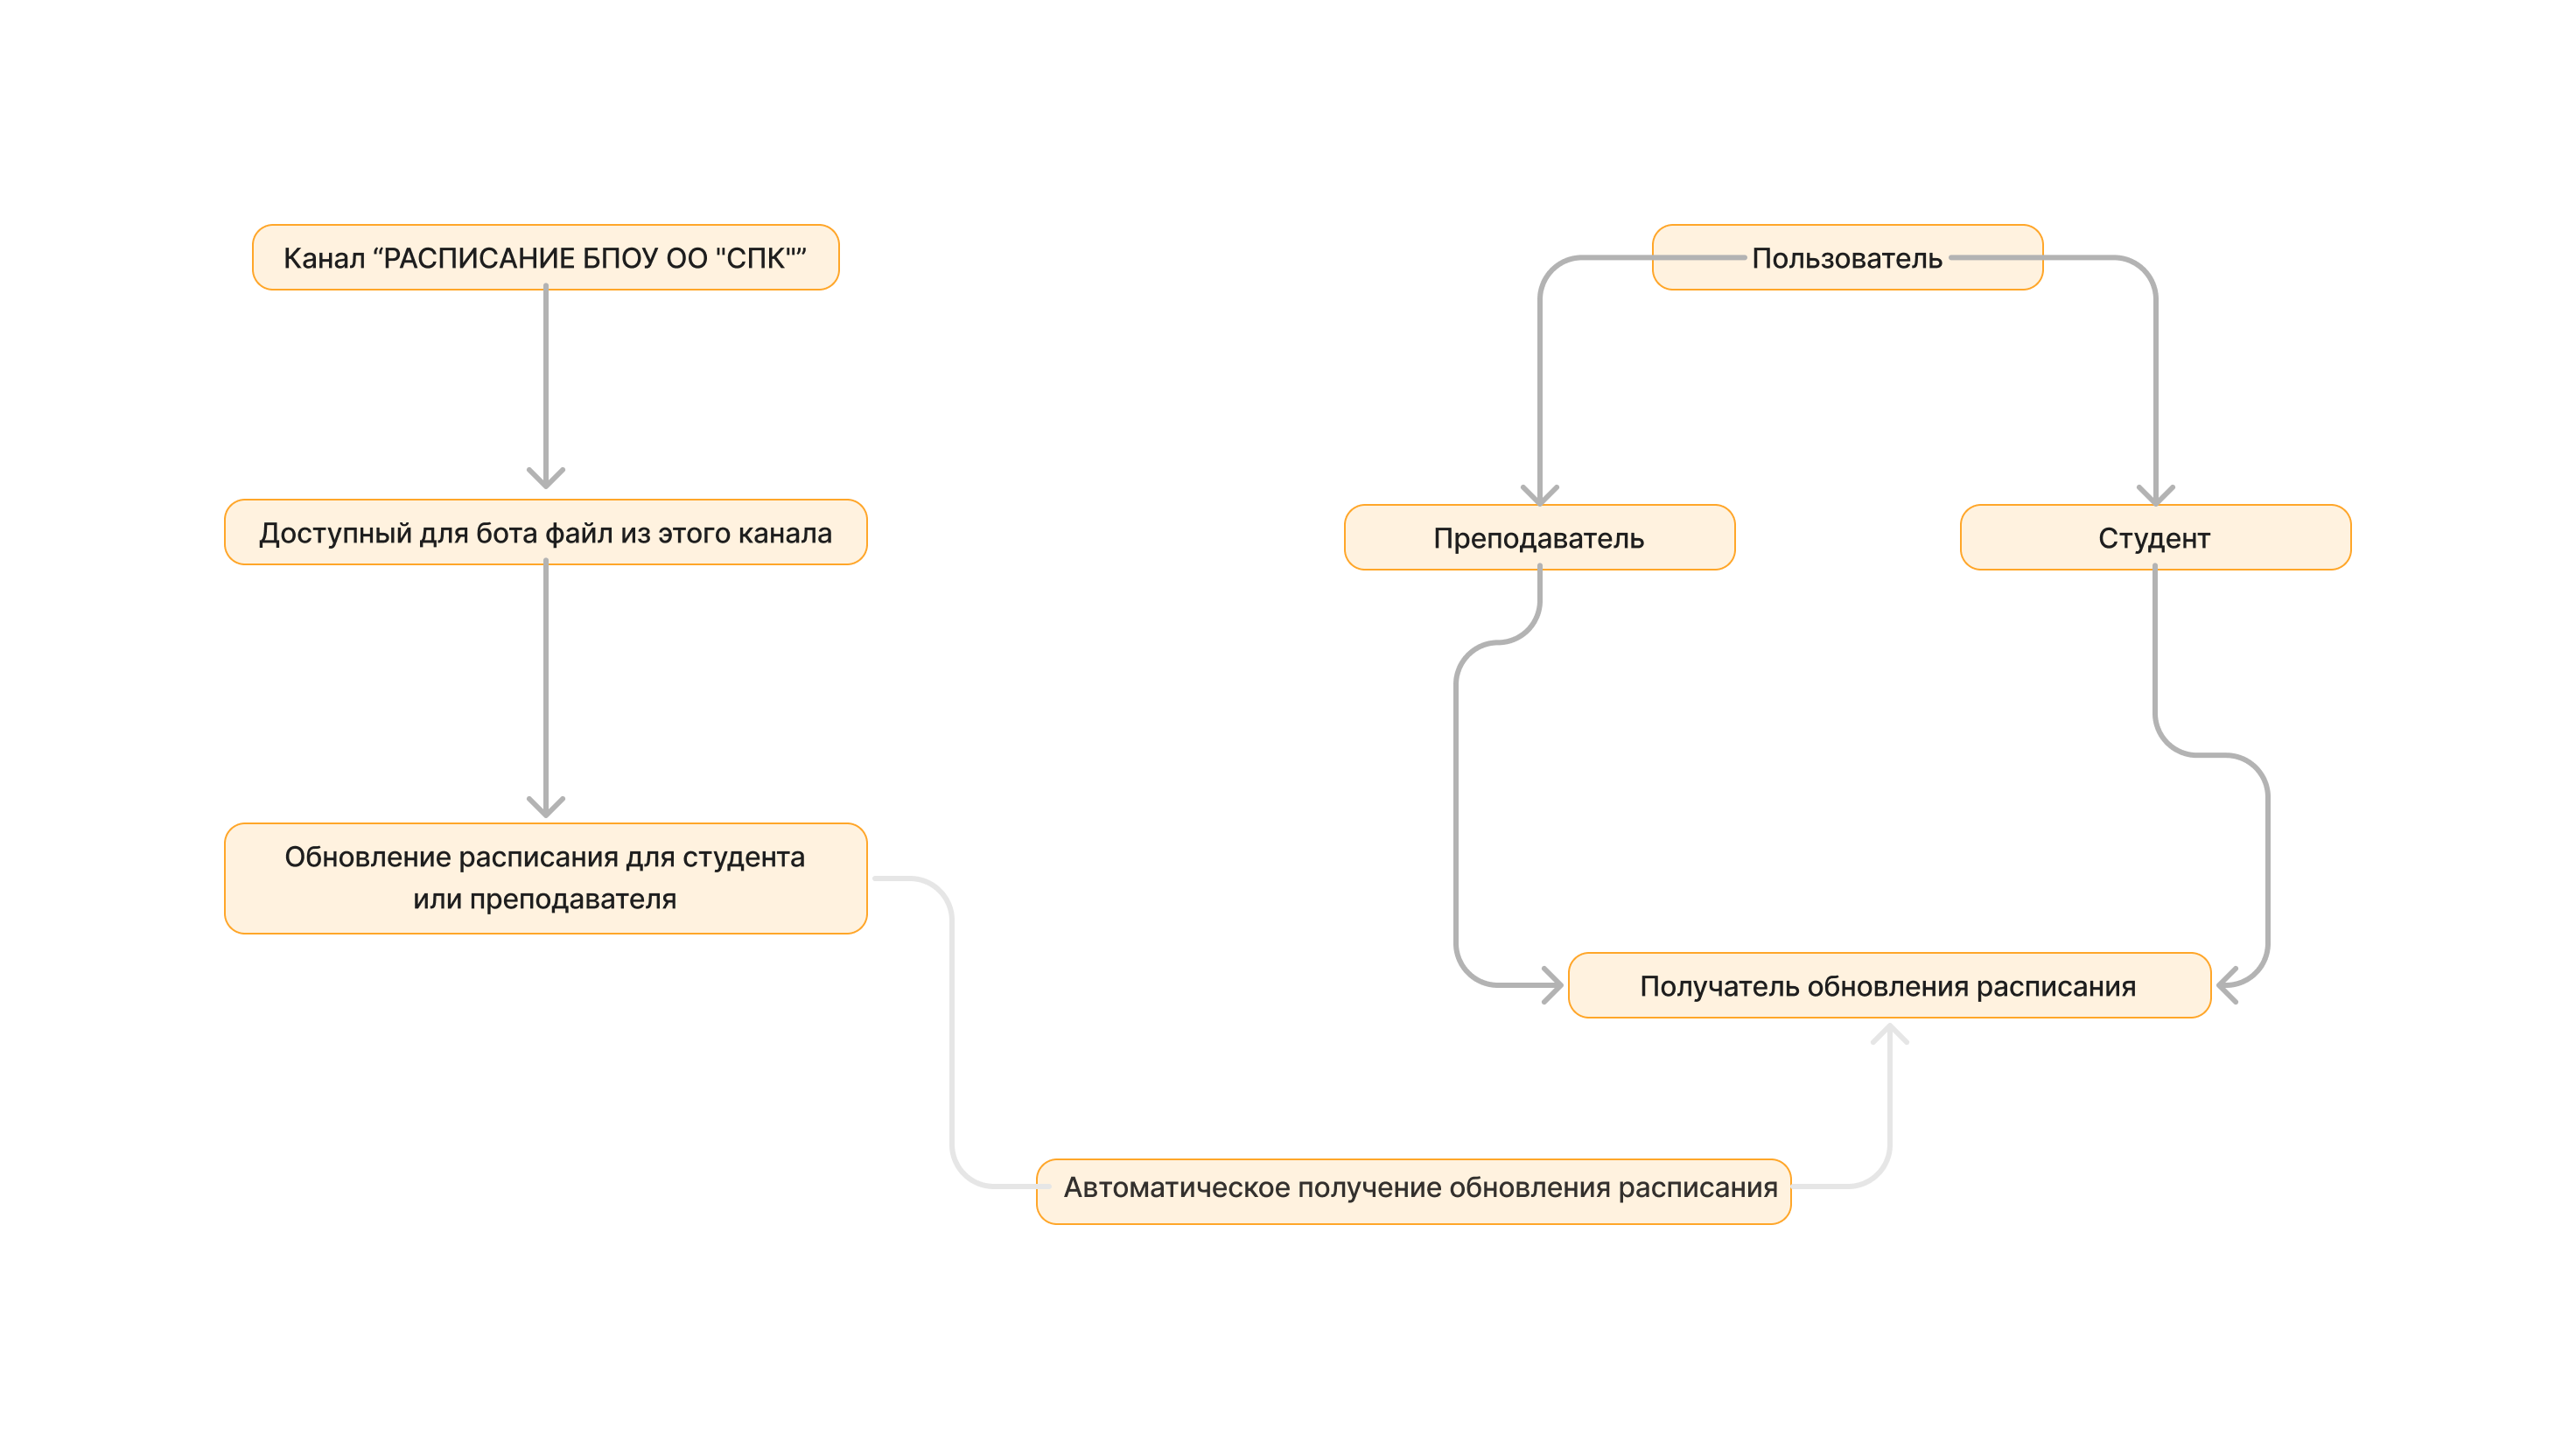 Канал “РАСПИСАНИЕ БПОУ ОО "СПК"”
Пользователь
Доступный для бота файл из этого канала
Преподаватель
Студент
Обновление расписания для студента
или преподавателя
Получатель обновления расписания
Автоматическое получение обновления расписания